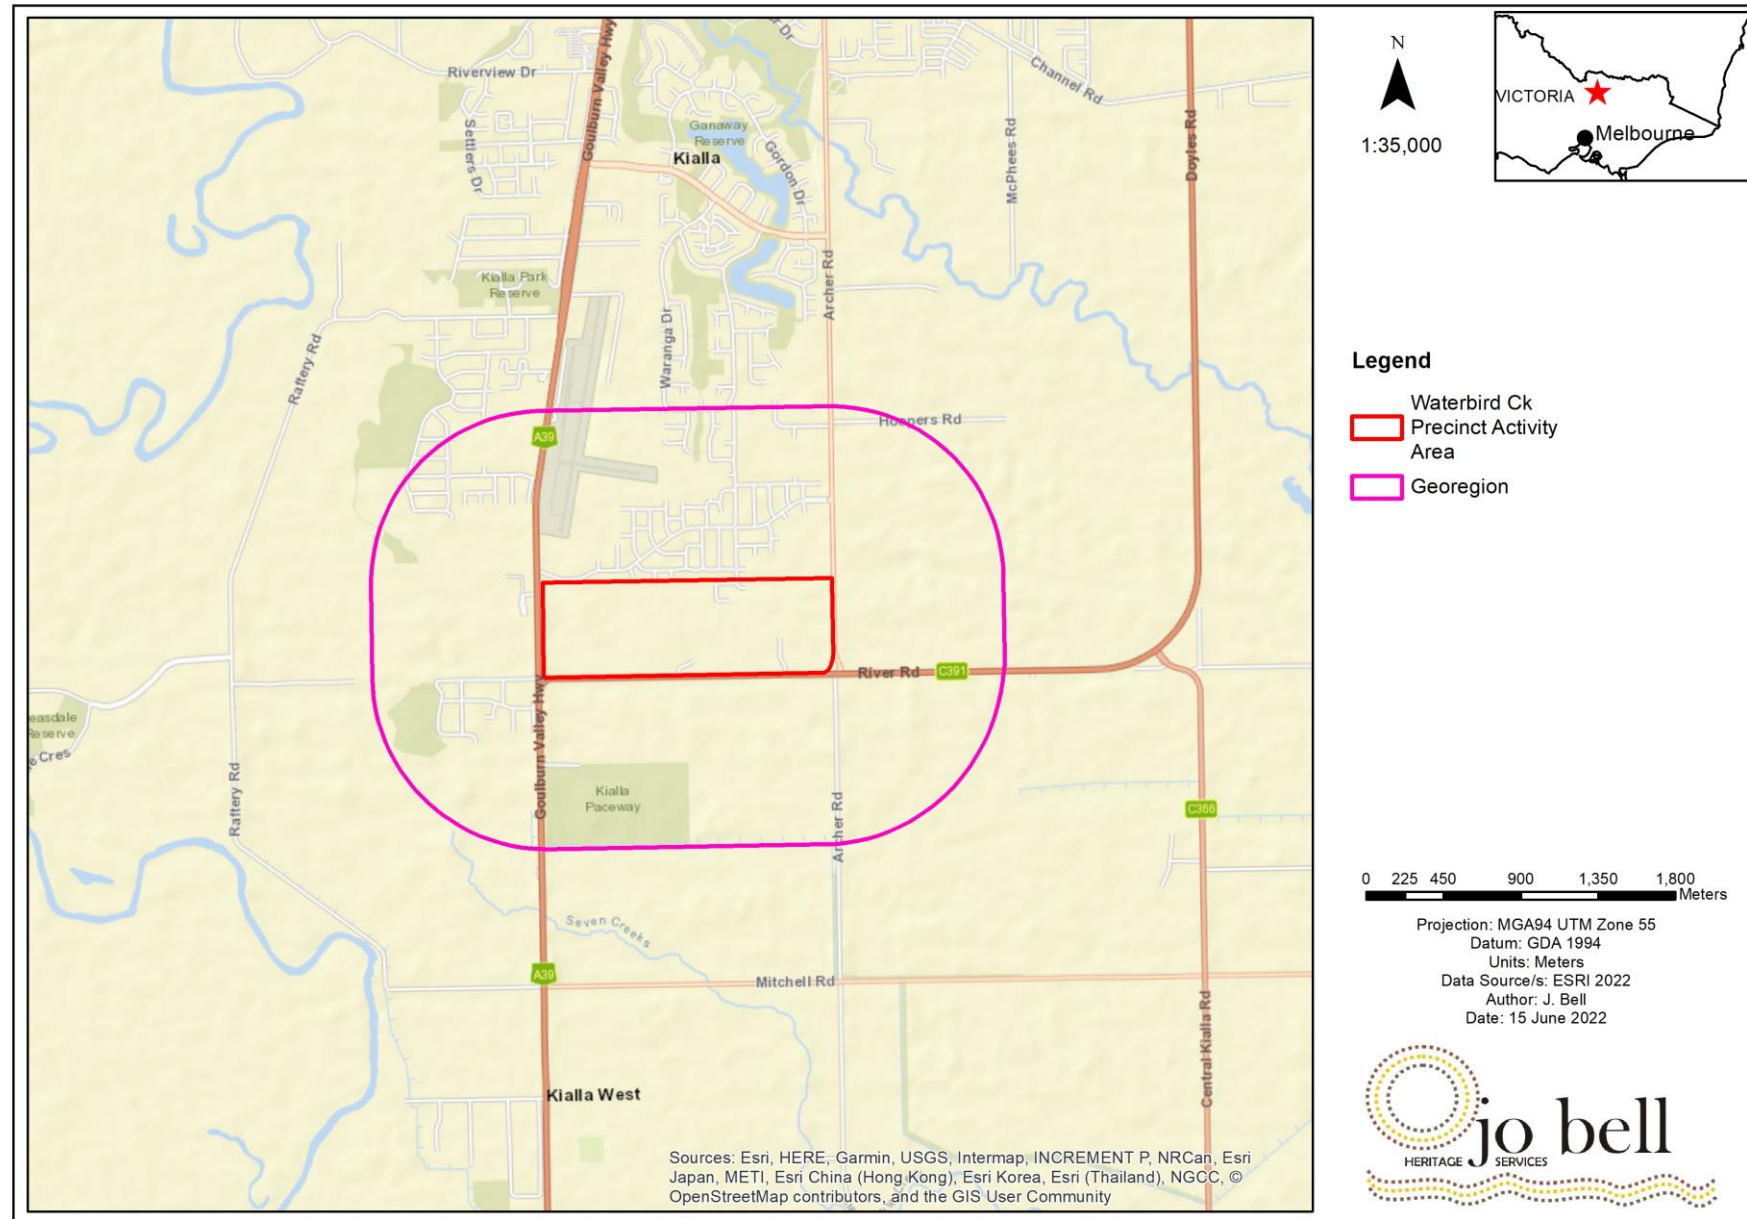 Riverview Dr
Settlers Dr
Goulburn Valley Hwy
Ganaway
Reserve
Kialla
Gordon Dr
Dr
Channel Rd
McPhees Rd
Doyles Rd
Kialla Park
Reserve
Archer Rd
Waranga Dr
Raftery Rd
A39
Hoopers Rd
River Rd
C391
Goulburn Valley Hwy
easdale
Reserve
e Cres
Raftery Rd
Kialla
Paceway
Archer Rd
C366
Seven Creeks
A39
Mitchell Rd
Central Kialla Rd
Kialla West
Sources: Esri, HERE, Garmin, USGS, Intermap, INCREMENT P, NRCan, Esri
Japan, METI, Esri China (Hong Kong), Esri Korea, Esri (Thailand), NGCC, ©
OpenStreetMap contributors, and the GIS User Community
N
1:35,000
VICTORIA
Melbourne
Legend
Waterbird Ck
Precinct Activity
Area
Georegion
0 225 450 900 1,350 1,800
Meters
Projection: MGA94 UTM Zone 55
Datum: GDA 1994
Units: Meters
Data Source/s: ESRI 2022
Author: J. Bell
Date: 15 June 2022
jo bell
HERITAGE SERVICES